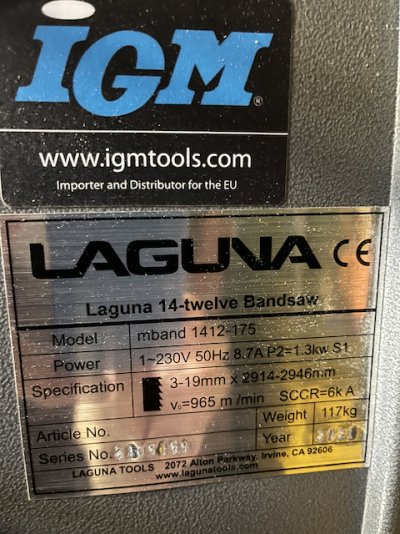 IGM®
www.igmtools.com
Importer and Distributor for the EU
LAGUNA CE
Laguna 14-twelve Bandsaw
Model mband 1412-175
Power 1~230V 50Hz 8.7A P2=1.3kw S1
Specification 3-19mm x 2914-2946mm
v₀=965 m /min SCCR=6k A
Weight 117kg
Article No.
Year
Series No.
LAGUNA TOOLS 2072 Alton Parkway. Irvine, CA 92606
www.lagunatools.com